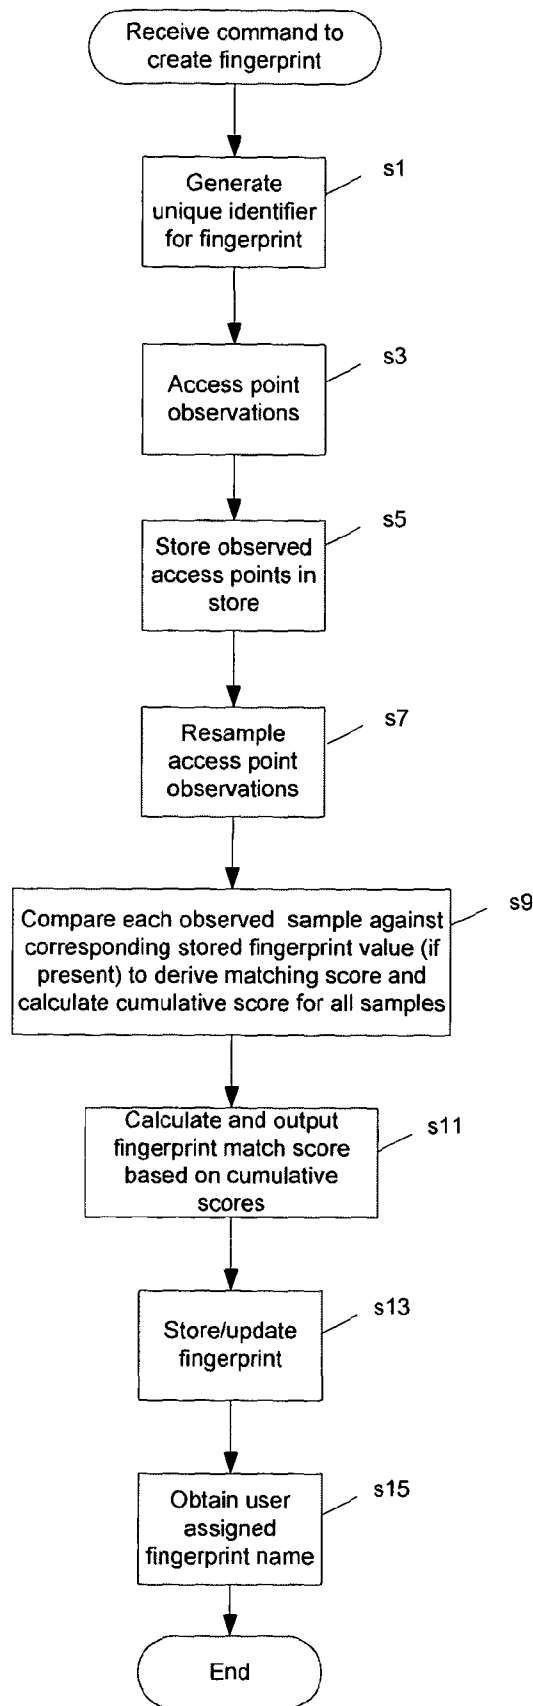 Receive command to
create fingerprint
s1
Generate
unique identifier
for fingerprint
s3
Access point
observations
s5
Store observed
access points in
store
s7
Resample
access point
observations
s9
Compare each observed sample against
corresponding stored fingerprint value (if
present) to derive matching score and
calculate cumulative score for all samples
s11
Calculate and output
fingerprint match score
based on cumulative
scores
s13
Store/update
fingerprint
s15
Obtain user
assigned
fingerprint name
End